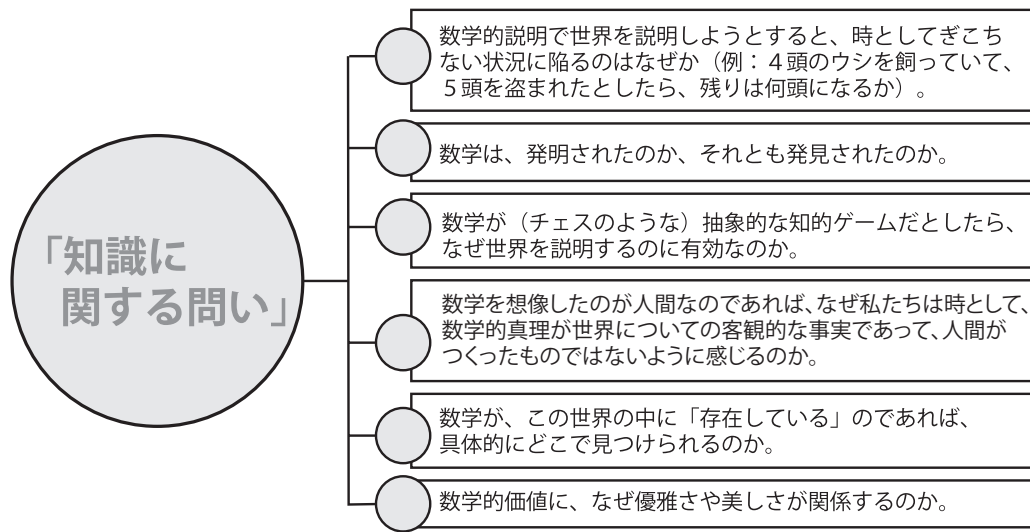 「知識に
関する問い」
数学的説明で世界を説明しようとすると、時としてぎこち
ない状況に陥るのはなぜか（例：４頭のウシを飼っていて、
５頭を盗まれたとしたら、残りは何頭になるか）。
数学は、発明されたのか、それとも発見されたのか。
数学が（チェスのような）抽象的な知的ゲームだとしたら、
なぜ世界を説明するのに有効なのか。
数学を想像したのが人間なのであれば、なぜ私たちは時として、
数学的真理が世界についての客観的な事実であって、人間が
つくったものではないように感じるのか。
数学が、この世界の中に「存在している」のであれば、
具体的にどこで見つけられるのか。
数学的価値に、なぜ優雅さや美しさが関係するのか。